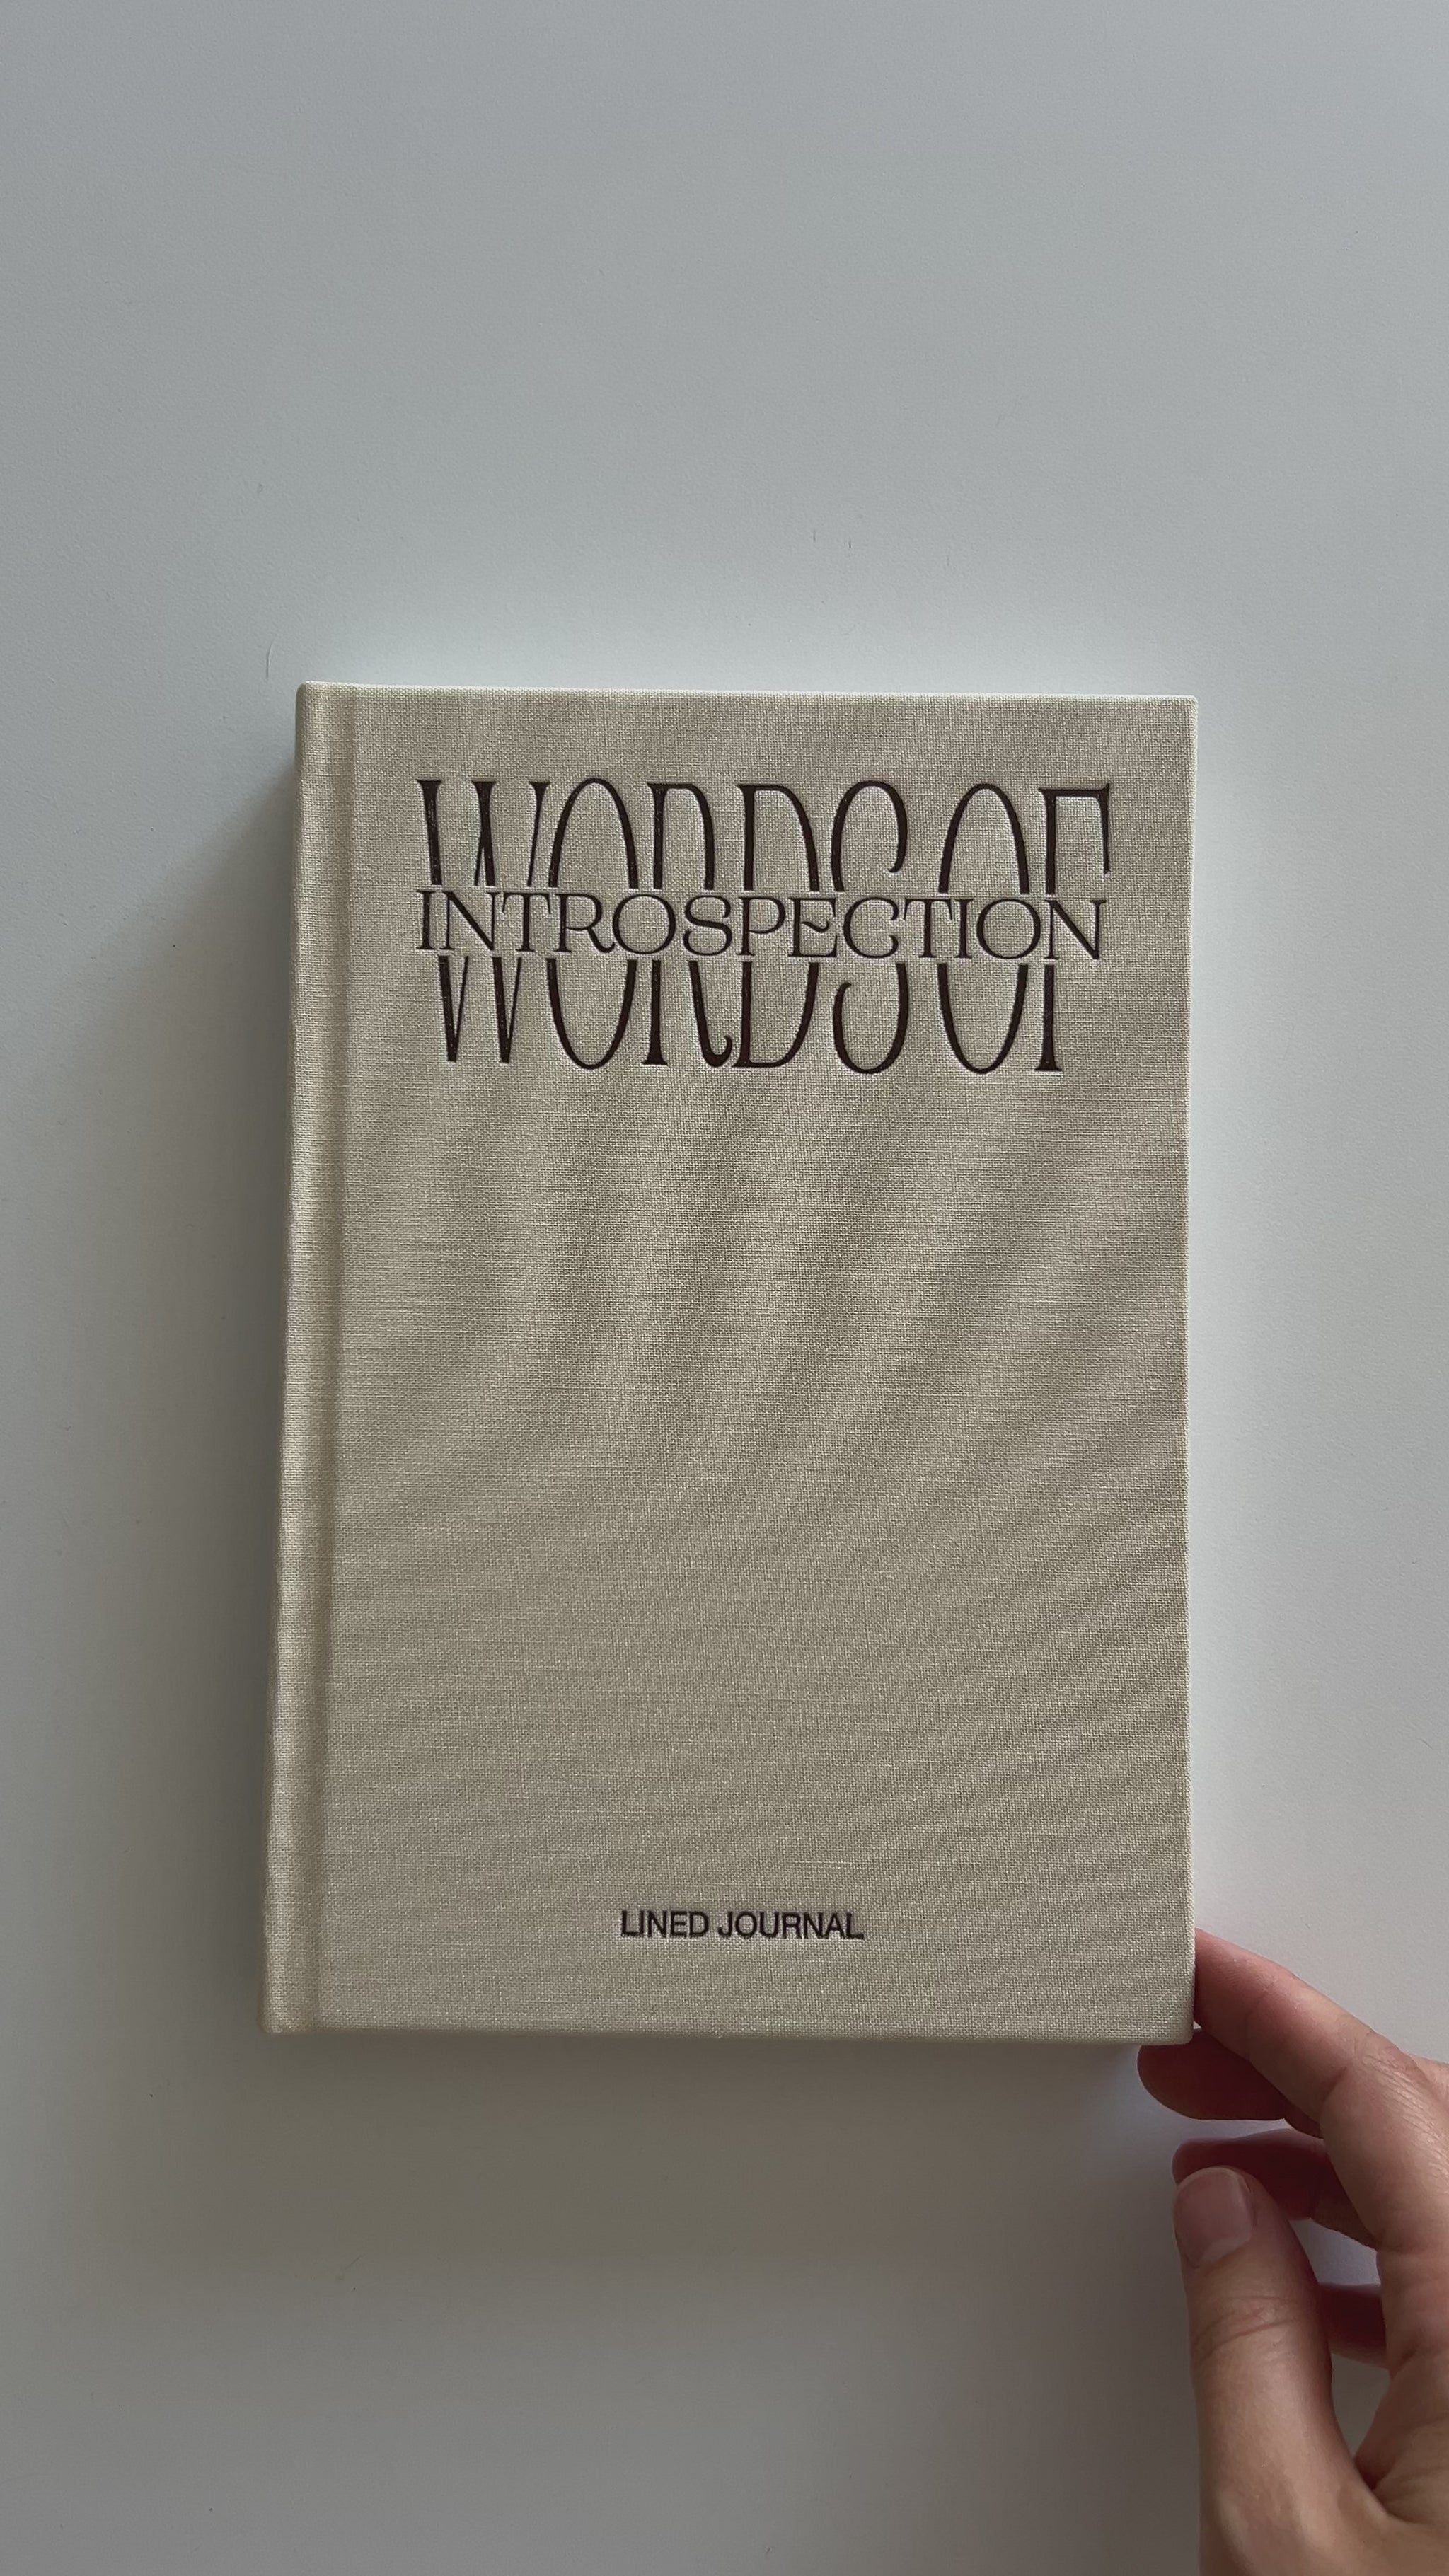 WORDS OF
INTROSPECTION
LINED JOURNAL